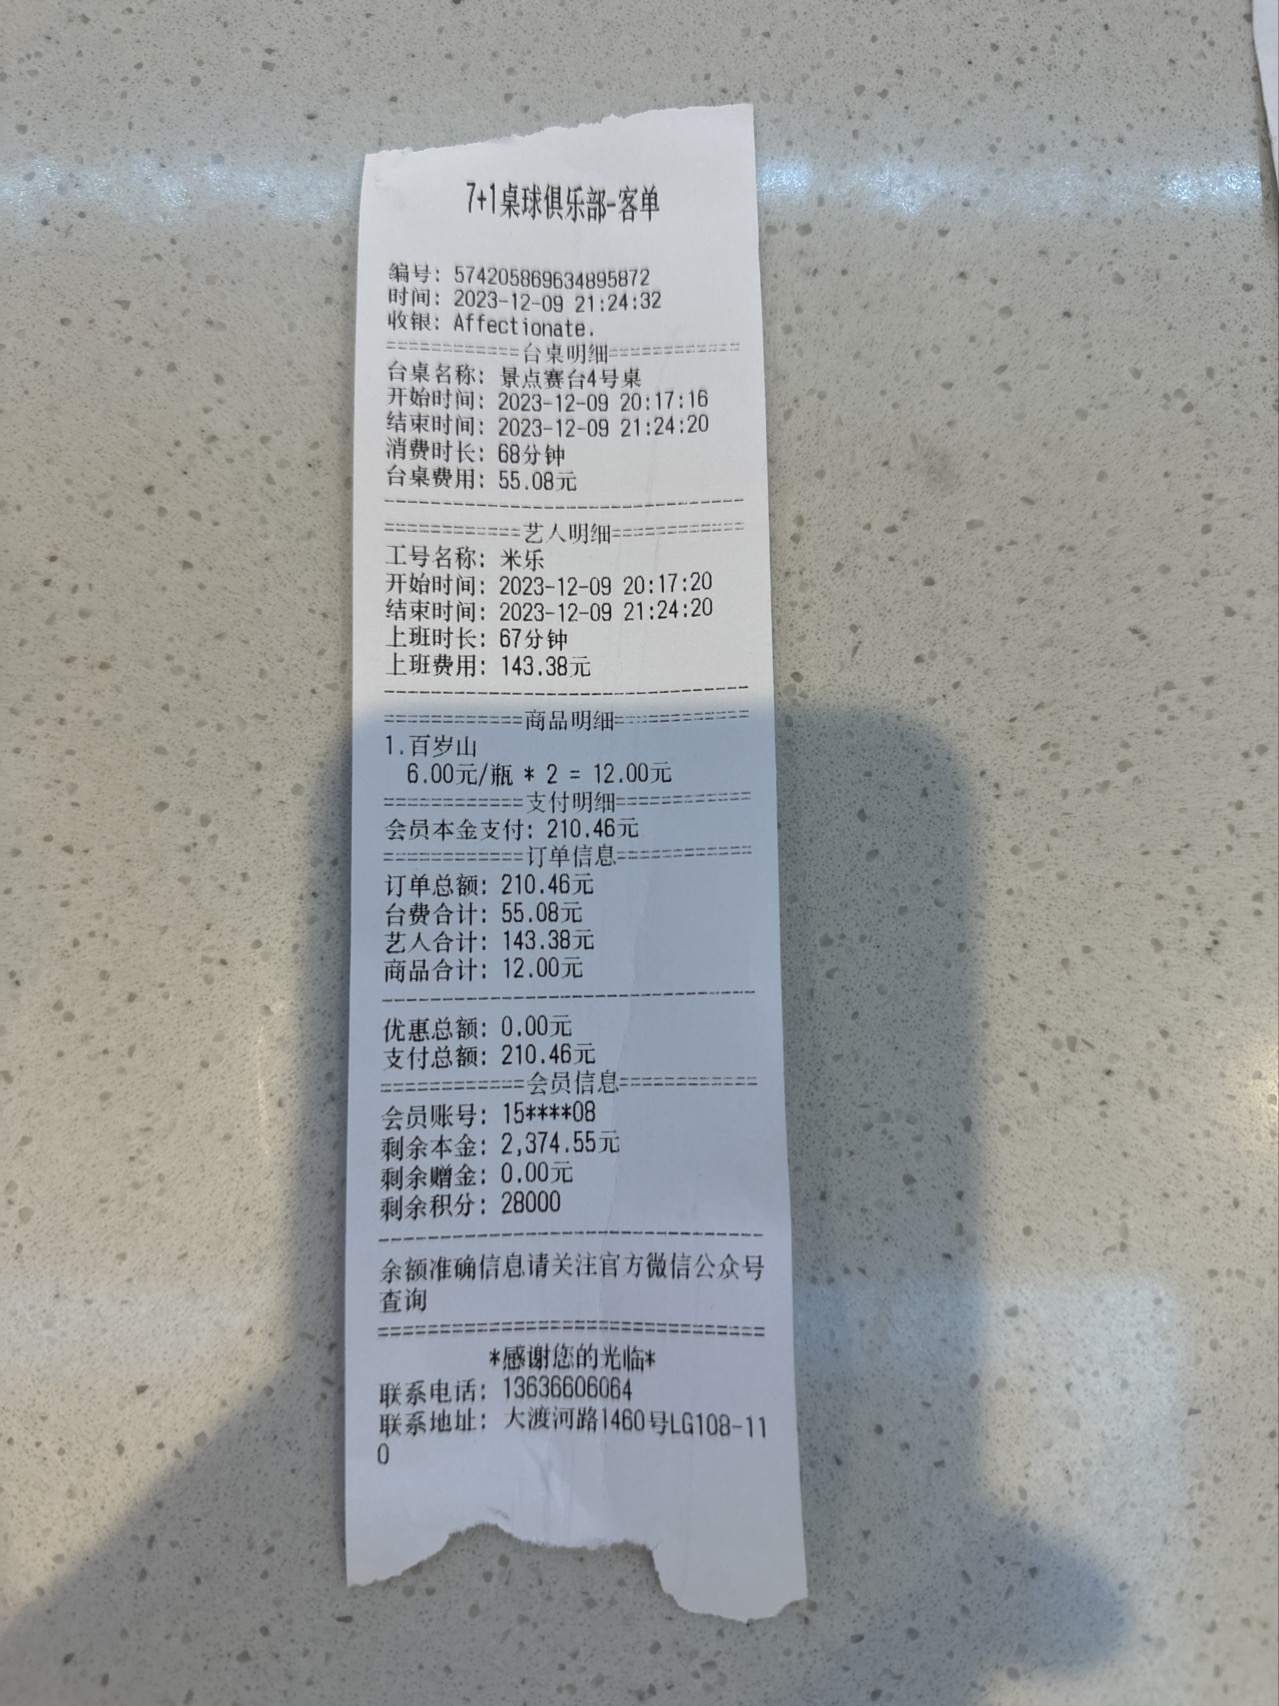 7+1桌球俱乐部-客单
编号: 574205869634895872
时间: 2023-12-09 21:24:32
收银: Affectionate.
============台桌明细============
台桌名称: 景点赛台4号桌
开始时间: 2023-12-09 20:17:16
结束时间: 2023-12-09 21:24:20
消费时长: 68分钟
台桌费用: 55.08元
--------------------------------
============艺人明细============
工号名称: 米乐
开始时间: 2023-12-09 20:17:20
结束时间: 2023-12-09 21:24:20
上班时长: 67分钟
上班费用: 143.38元
--------------------------------
============商品明细============
1.百岁山
6.00元/瓶 * 2 = 12.00元
============支付明细============
会员本金支付: 210.46元
============订单信息============
订单总额: 210.46元
台费合计: 55.08元
艺人合计: 143.38元
商品合计: 12.00元
--------------------------------
优惠总额: 0.00元
支付总额: 210.46元
============会员信息============
会员账号: 15****08
剩余本金: 2,374.55元
剩余赠金: 0.00元
剩余积分: 28000
--------------------------------
余额准确信息请关注官方微信公众号
查询
================================
*感谢您的光临*
联系电话: 13636606064
联系地址: 大渡河路1460号LG108-11
0